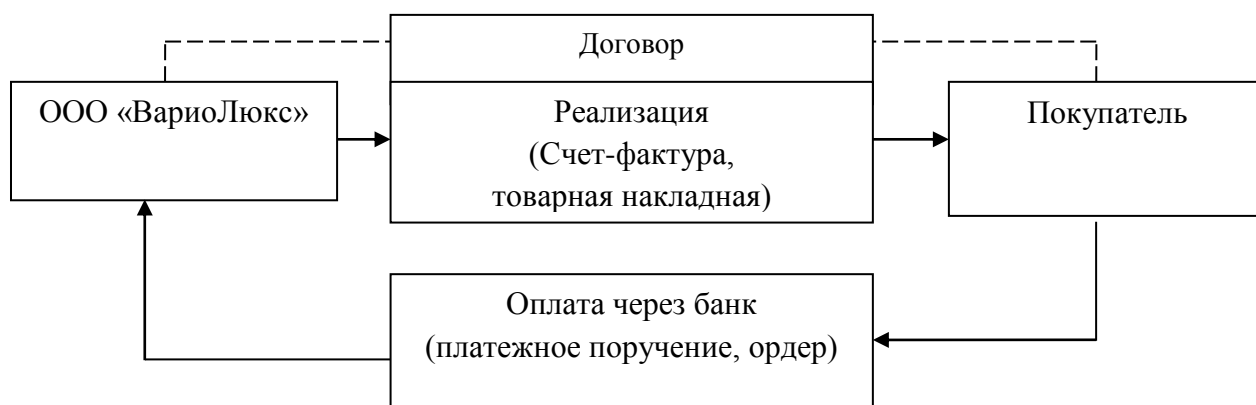 Договор
ООО «ВариоЛюкс»
Реализация
(Счет-фактура,
товарная накладная)
Покупатель
Оплата через банк
(платежное поручение, ордер)